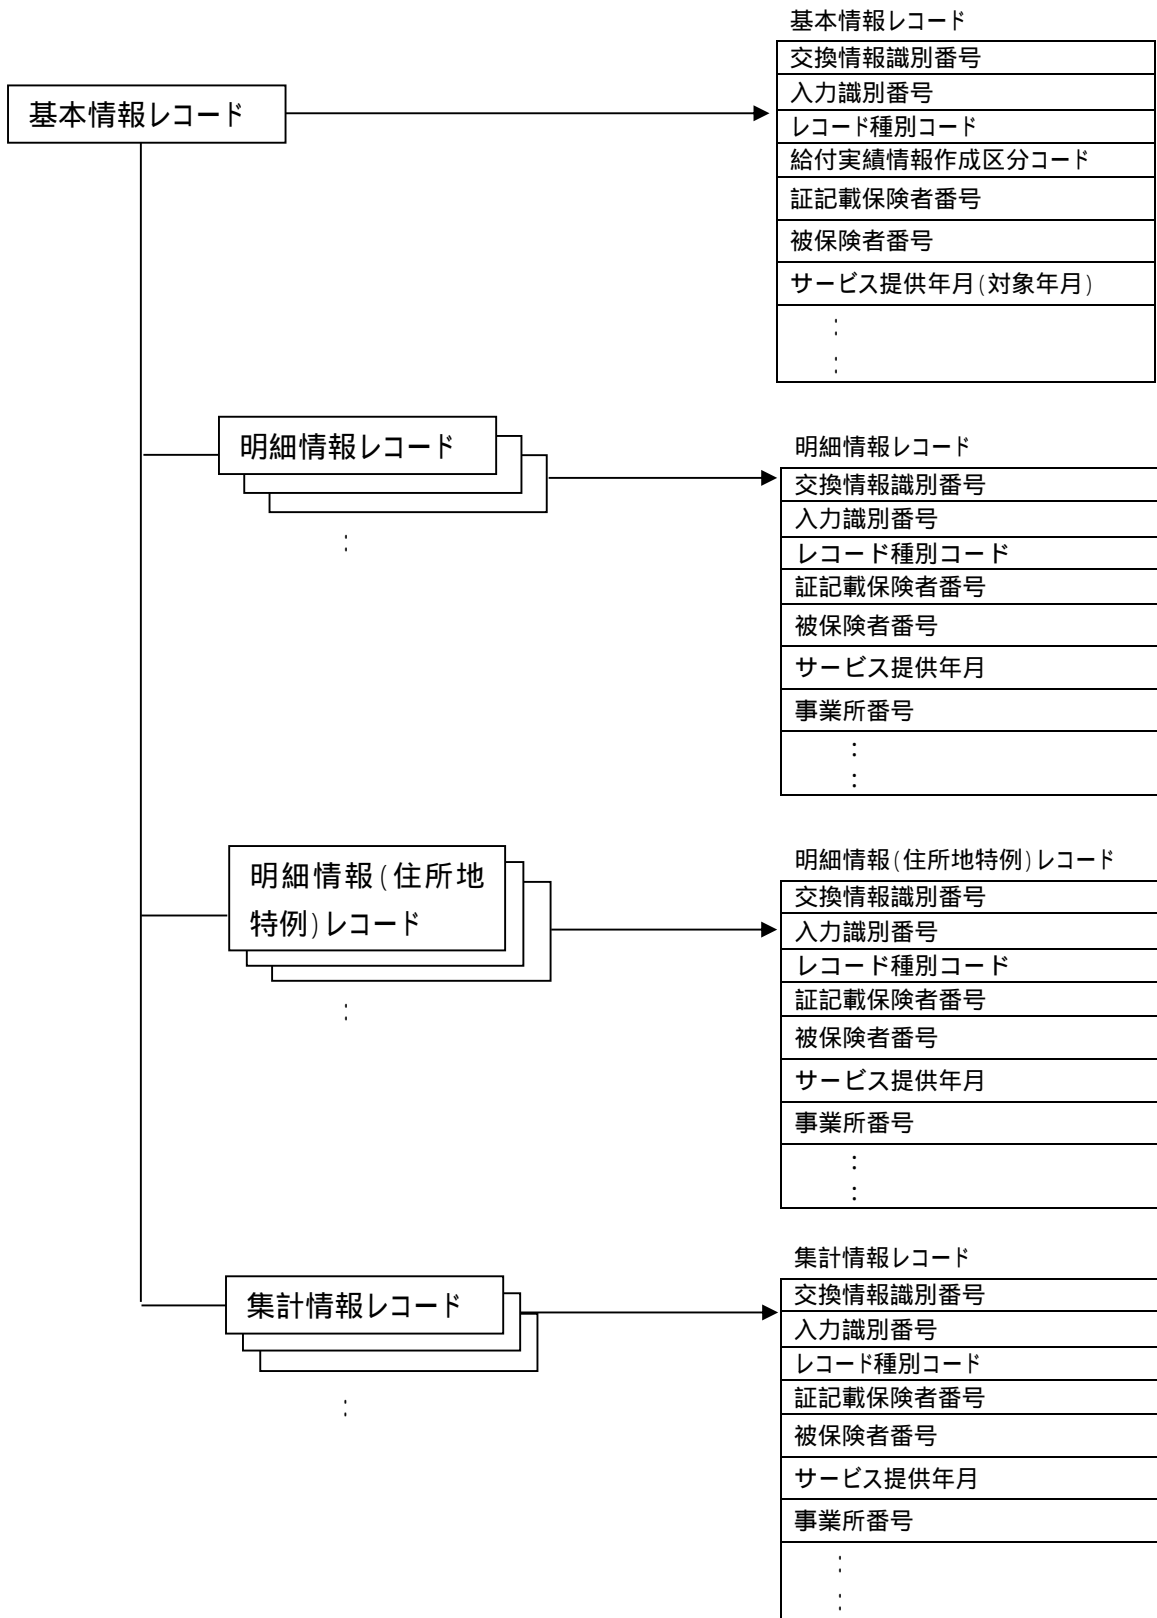 基本情報レコード
基本情報レコード
交換情報識別番号
入力識別番号
レコード種別コード
給付実績情報作成区分コード
証記載保険者番号
被保険者番号
サービス提供年月(対象年月)
:
:
明細情報レコード
:
明細情報レコード
交換情報識別番号
入力識別番号
レコード種別コード
証記載保険者番号
被保険者番号
サービス提供年月
事業所番号
:
:
明細情報(住所地
特例)レコード
:
明細情報(住所地特例)レコード
交換情報識別番号
入力識別番号
レコード種別コード
証記載保険者番号
被保険者番号
サービス提供年月
事業所番号
:
:
集計情報レコード
:
集計情報レコード
交換情報識別番号
入力識別番号
レコード種別コード
証記載保険者番号
被保険者番号
サービス提供年月
事業所番号
:
: